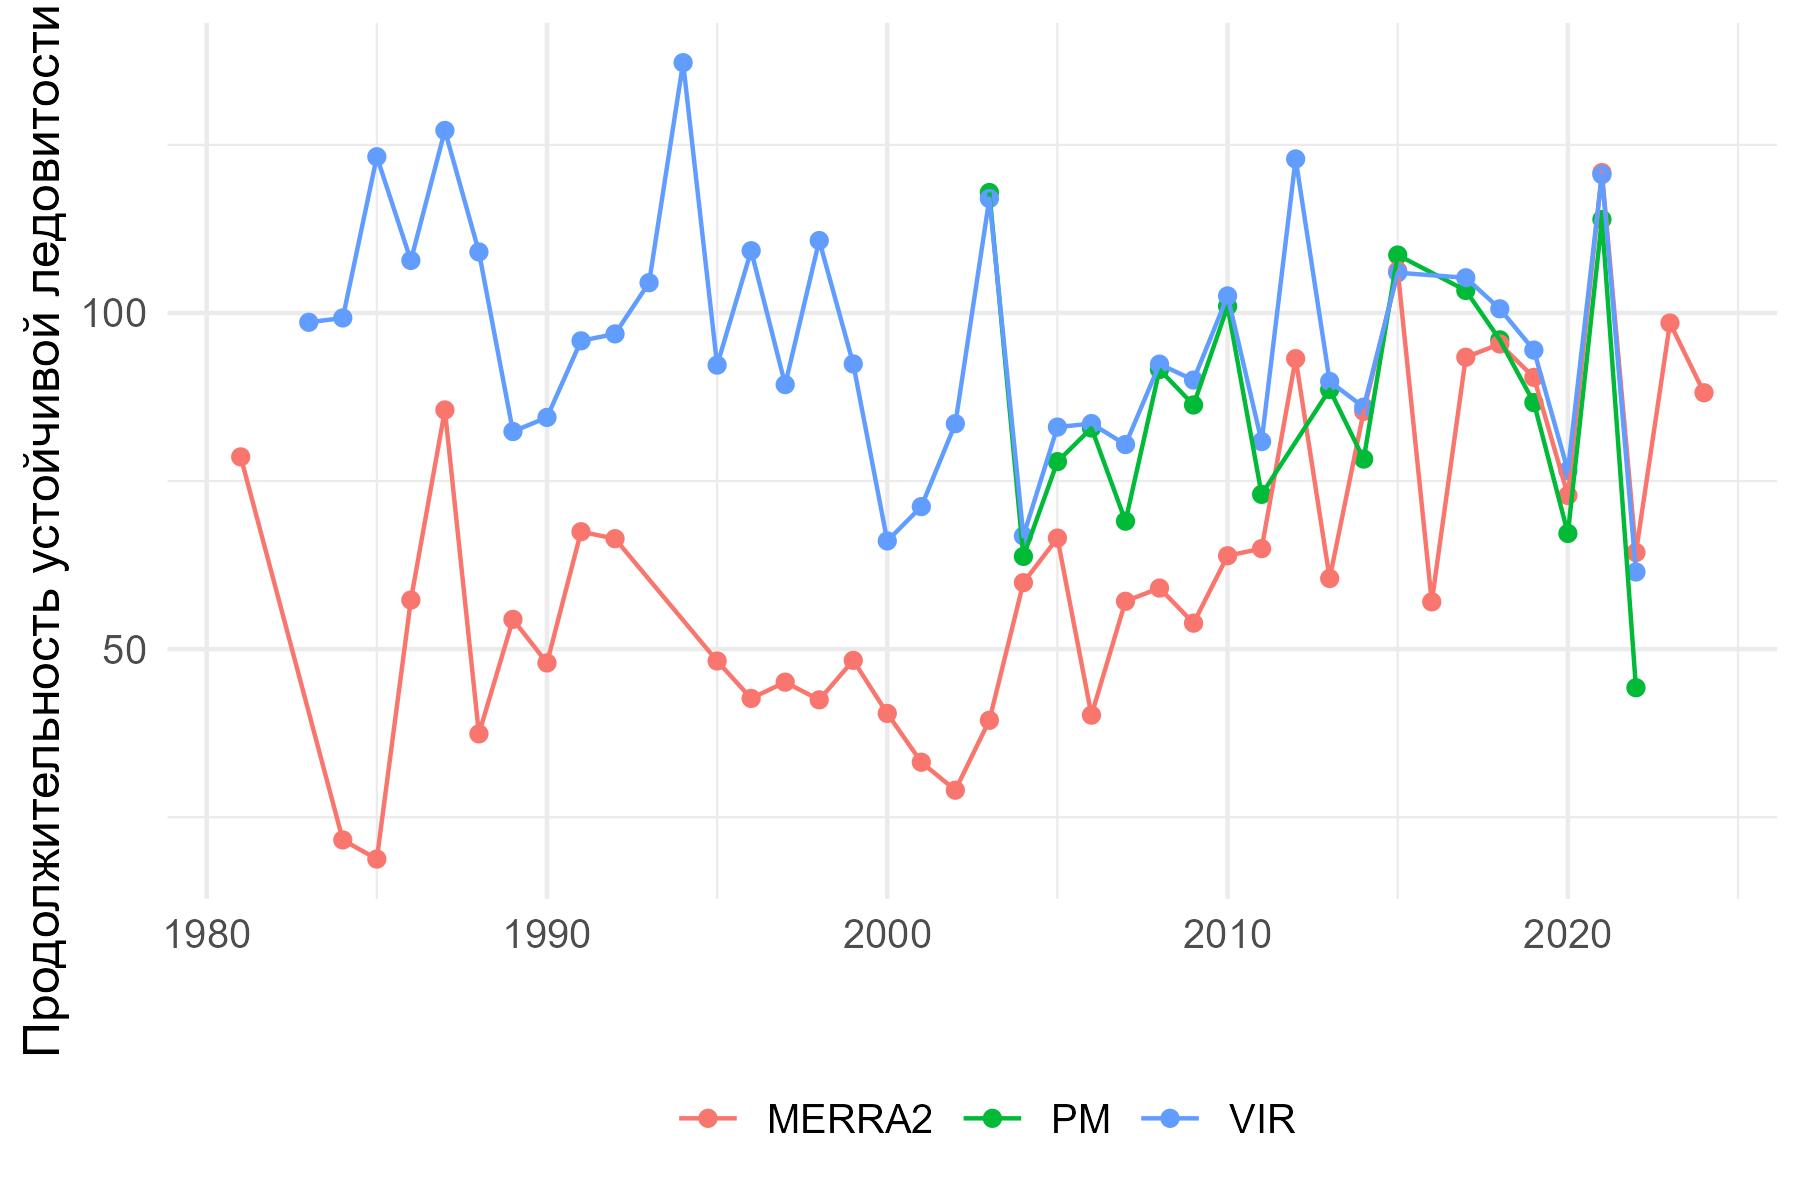 Продолжительность устойчивой ледовитости
100
50
1980 1990 2000 2010 2020
MERRA2 PM VIR